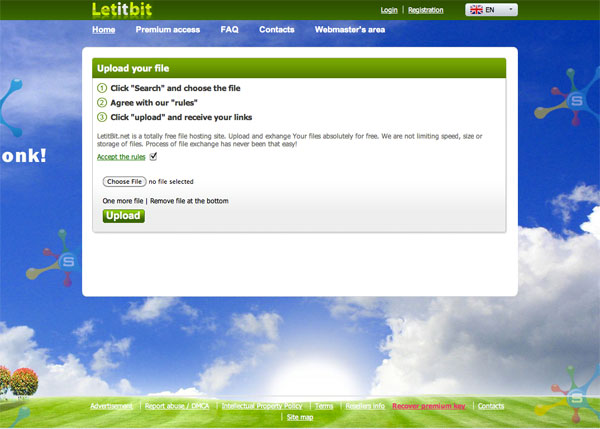 Letitbit
Login | Registration
EN
Home Premium access FAQ Contacts Webmaster's area
Upload your file
1 Click "Search" and choose the file
2 Agree with our "rules"
3 Click "upload" and receive your links
LetitBit.net is a totally free file hosting site. Upload and exhange Your files absolutely for free. We are not limiting speed, size or
storage of files. Process of file exchange has never been that easy!
Accept the rules
Choose File no file selected
One more file | Remove file at the bottom
Upload
onk!
S
S
S
Advertisement | Report abuse / DMCA | Intellectual Property Policy | Terms | Resellers info Recover premium key | Contacts
| Site map